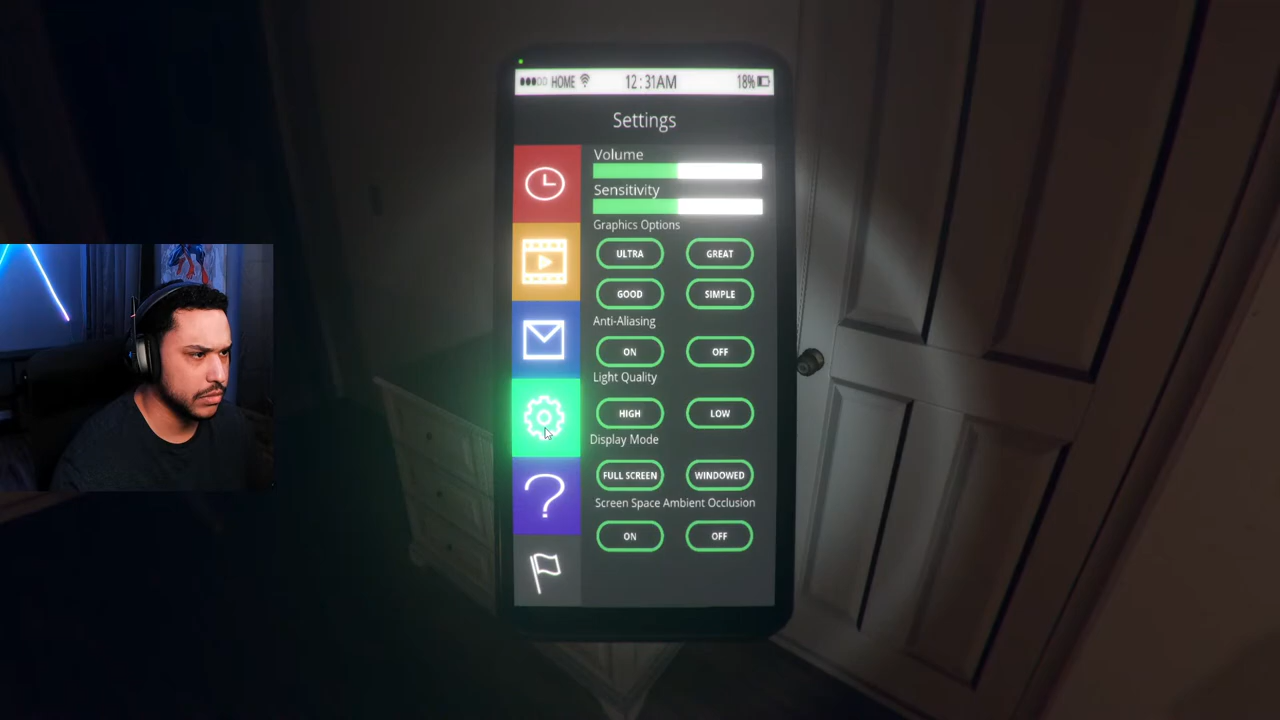 HOME 12:31AM 18%
Settings
Volume
Sensitivity
Graphics Options
ULTRA GREAT
GOOD SIMPLE
Anti-Aliasing
ON OFF
Light Quality
HIGH LOW
Display Mode
FULL SCREEN WINDOWED
Screen Space Ambient Occlusion
ON OFF